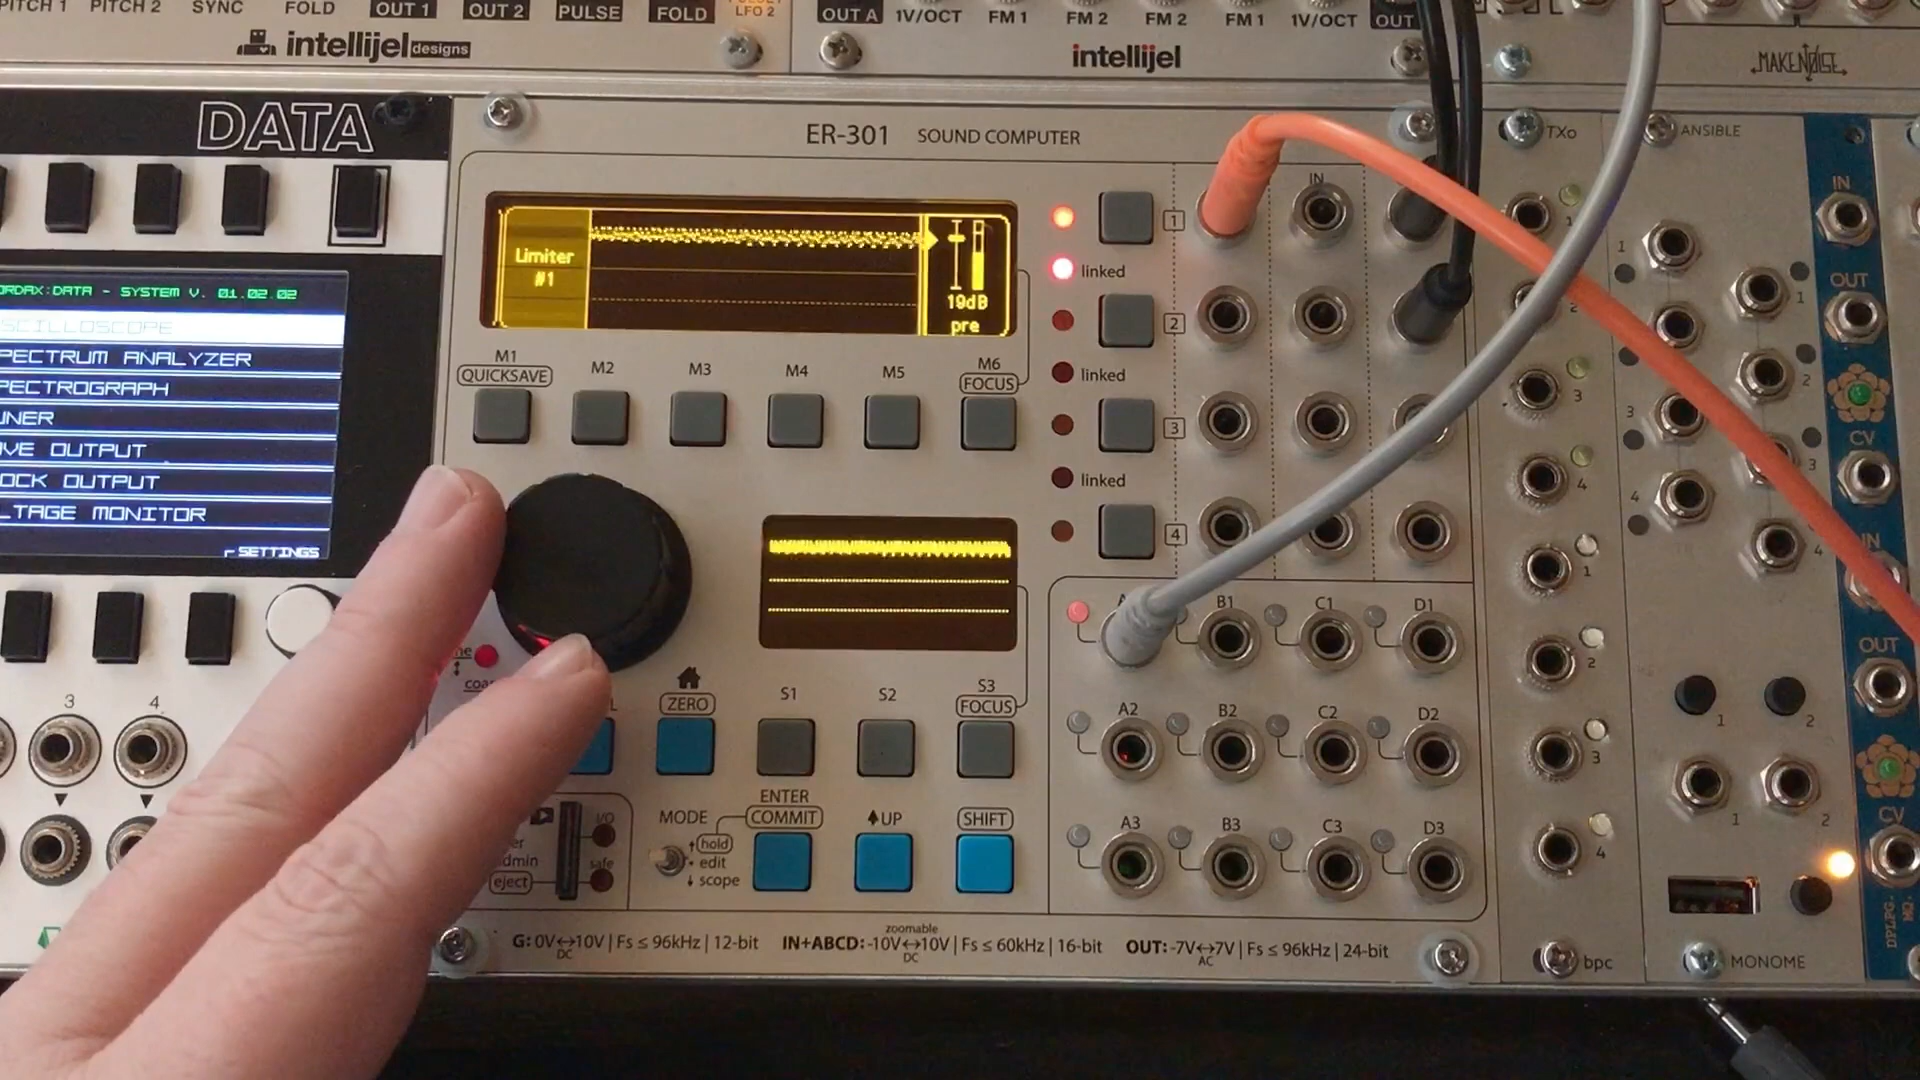 PITCH 1 PITCH 2 SYNC FOLD OUT 1 OUT 2 PULSE FOLD LFO 2
OUT A 1V/OCT FM 1 FM 2 FM 2 FM 1 1V/OCT OUT
intellijel designs
intellijel
MAKENOISE
DATA
ER-301 SOUND COMPUTER
TXo
ANSIBLE
ORDAX:DATA - SYSTEM V. 01.02.02
SCILLOSCOPE
PECTRUM ANALYZER
PECTROGRAPH
UNER
VE OUTPUT
OCK OUTPUT
LTAGE MONITOR
SETTINGS
3 4
Limiter
#1
19dB
pre
M1 M2 M3 M4 M5 M6
QUICKSAVE
FOCUS
IN
1
linked
2
linked
3
linked
4
ZERO
S1 S2 S3
FOCUS
ENTER
COMMIT
UP
SHIFT
MODE
hold
edit
scope
I/O
safe
dmin
eject
B1 C1 D1
A2 B2 C2 D2
A3 B3 C3 D3
G: 0V↔10V | Fs ≤ 96kHz | 12-bit
DC
zoomable
IN+ABCD: -10V↔10V | Fs ≤ 60kHz | 16-bit
DC
OUT: -7V↔7V | Fs ≤ 96kHz | 24-bit
AC
1
2
3
4
1
2
3
4
bpc
1 1
2
3 3
4 4
1 2
1 2
MONOME
IN
OUT
CV
IN
OUT
CV
DPLPG